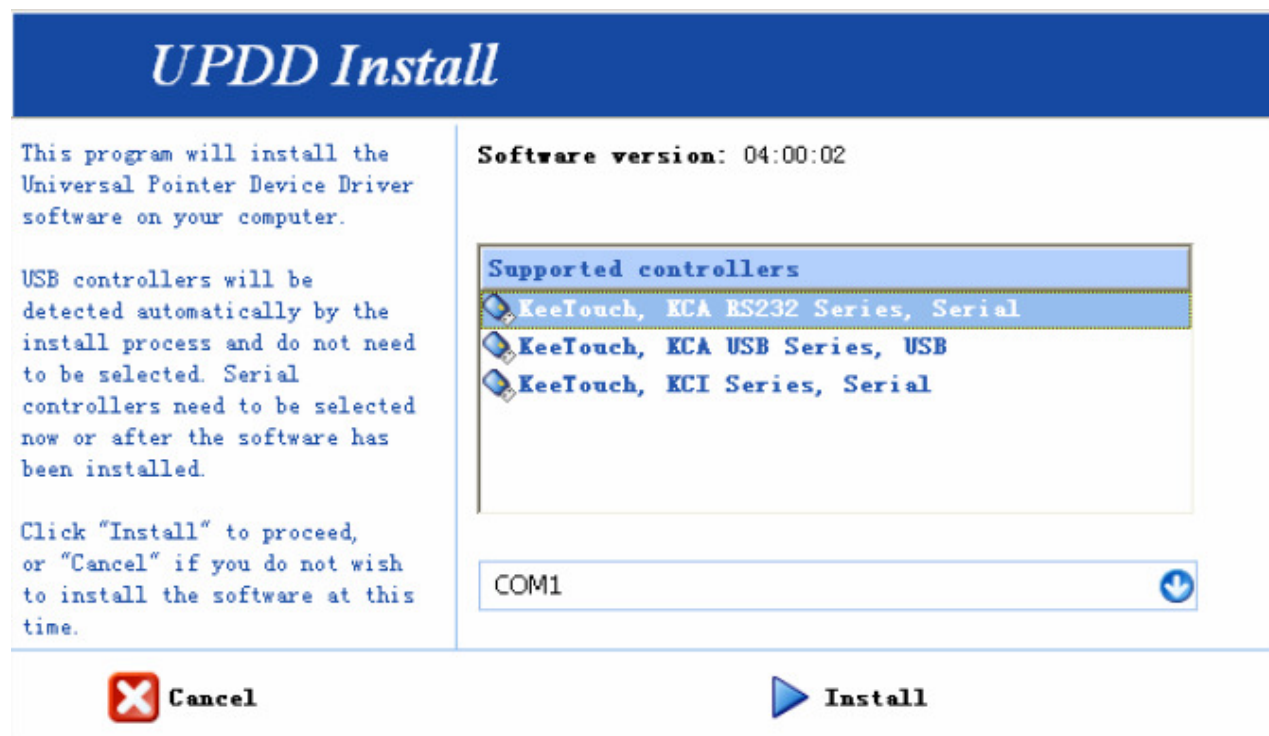 UPDD Install
This program will install the
Universal Pointer Device Driver
software on your computer.
USB controllers will be
detected automatically by the
install process and do not need
to be selected. Serial
controllers need to be selected
now or after the software has
been installed.
Click "Install" to proceed,
or "Cancel" if you do not wish
to install the software at this
time.
Software version: 04:00:02
Supported controllers
KeeTouch, KCA RS232 Series, Serial
KeeTouch, KCA USB Series, USB
KeeTouch, KCI Series, Serial
COM1
Cancel
Install